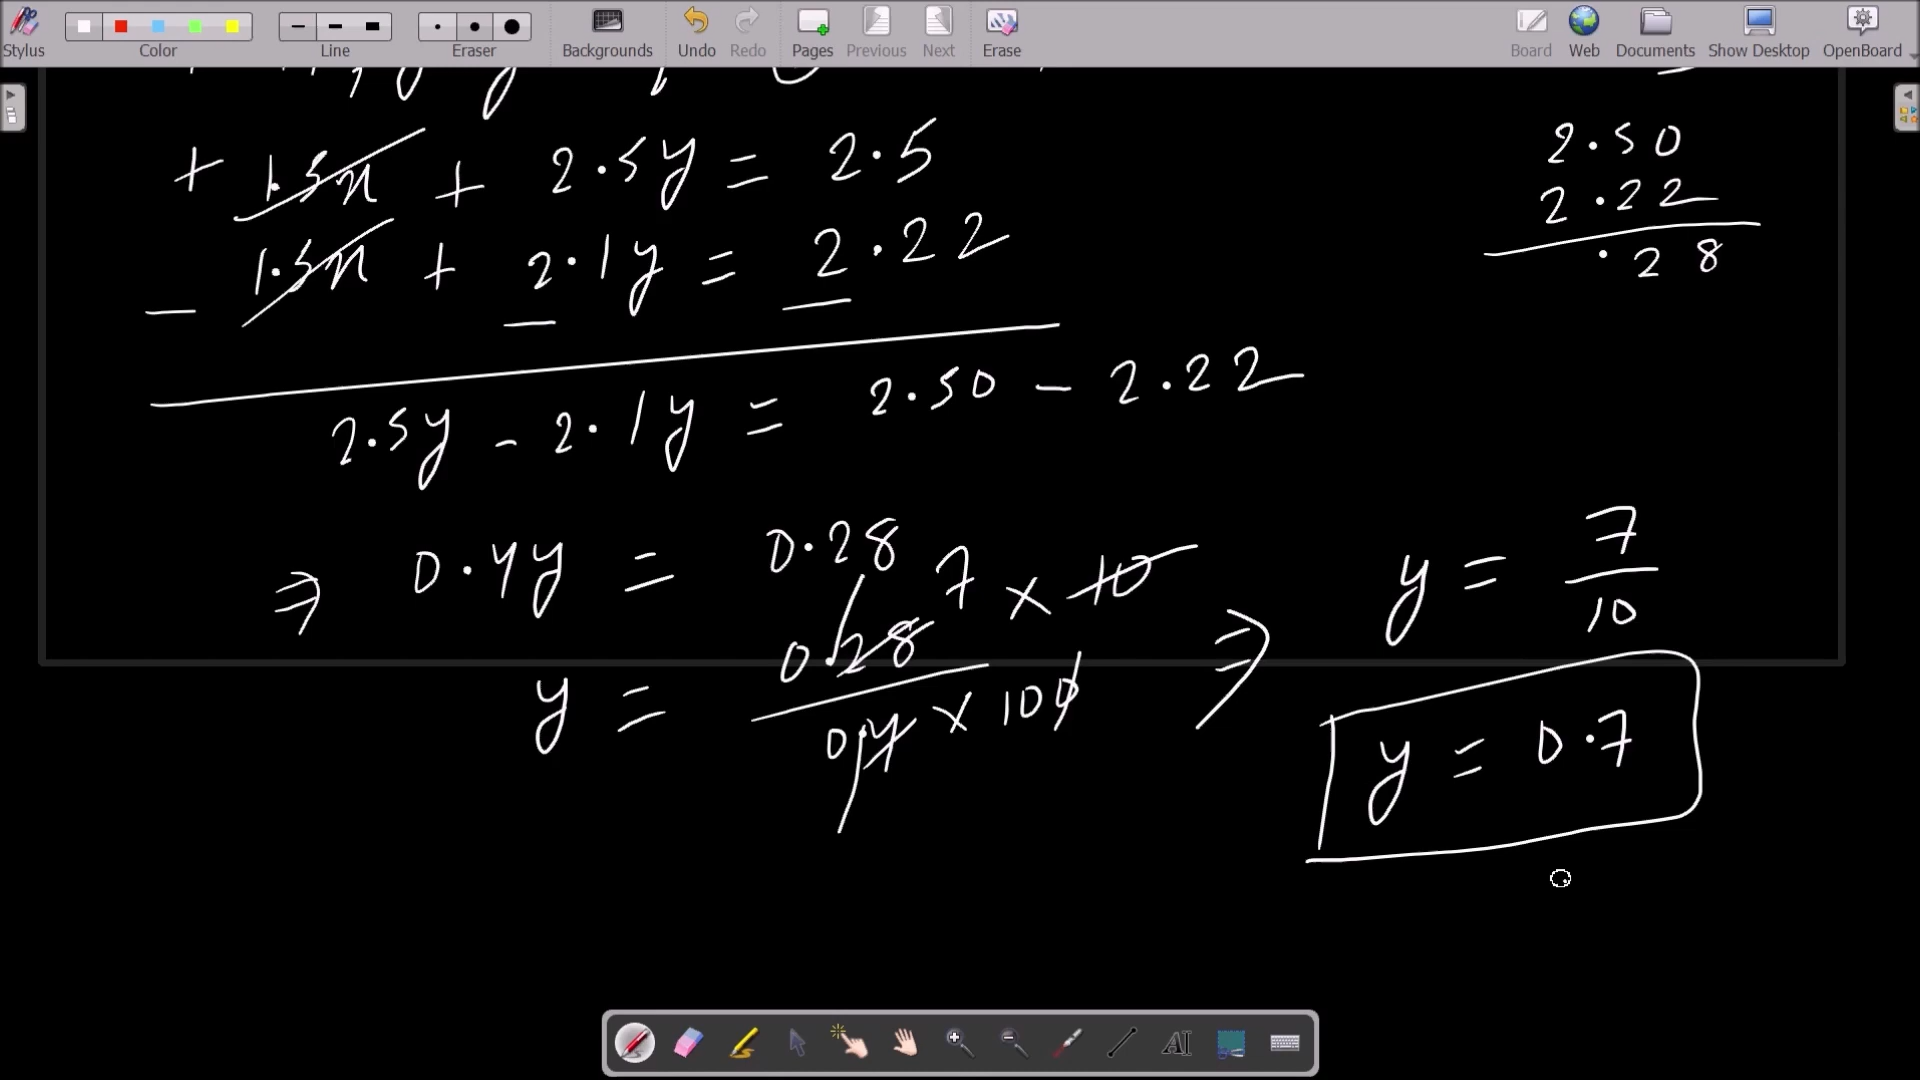 Stylus Color Line Eraser Backgrounds Undo Redo Pages Previous Next Erase Board Web Documents Show Desktop OpenBoard
+ 1.5x + 2.5y = 2.5
1.5x + 2.1y = 2.22
2.50
2.22
.28
2.5y - 2.1y = 2.50 - 2.22
⇒ 0.4y = 0.28
y = 0.28 7 × 10 / 0.4 × 100 ⇒ y = 7/10
y = 0.7
AI